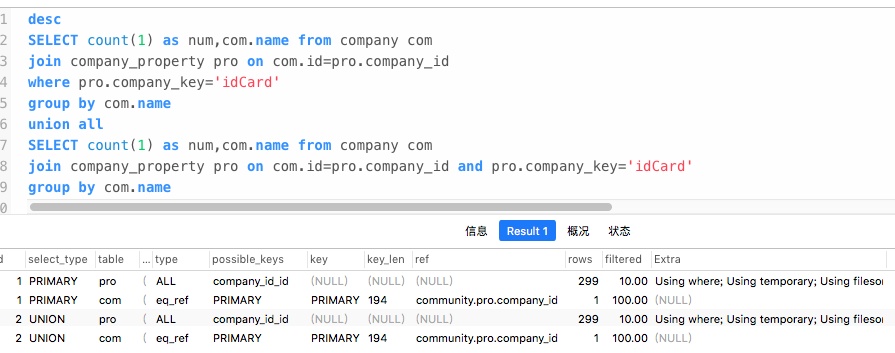 1 desc
2 SELECT count(1) as num,com.name from company com
3 join company_property pro on com.id=pro.company_id
4 where pro.company_key='idCard'
5 group by com.name
6 union all
7 SELECT count(1) as num,com.name from company com
8 join company_property pro on com.id=pro.company_id and pro.company_key='idCard'
9 group by com.name
0
信息 Result 1 概况 状态
d select_type table ... type possible_keys key key_len ref rows filtered Extra
1 PRIMARY pro ( ALL company_id_id (NULL) (NULL) (NULL) 299 10.00 Using where; Using temporary; Using filesor
1 PRIMARY com ( eq_ref PRIMARY PRIMARY 194 community.pro.company_id 1 100.00 (NULL)
2 UNION pro ( ALL company_id_id (NULL) (NULL) (NULL) 299 10.00 Using where; Using temporary; Using filesor
2 UNION com ( eq_ref PRIMARY PRIMARY 194 community.pro.company_id 1 100.00 (NULL)